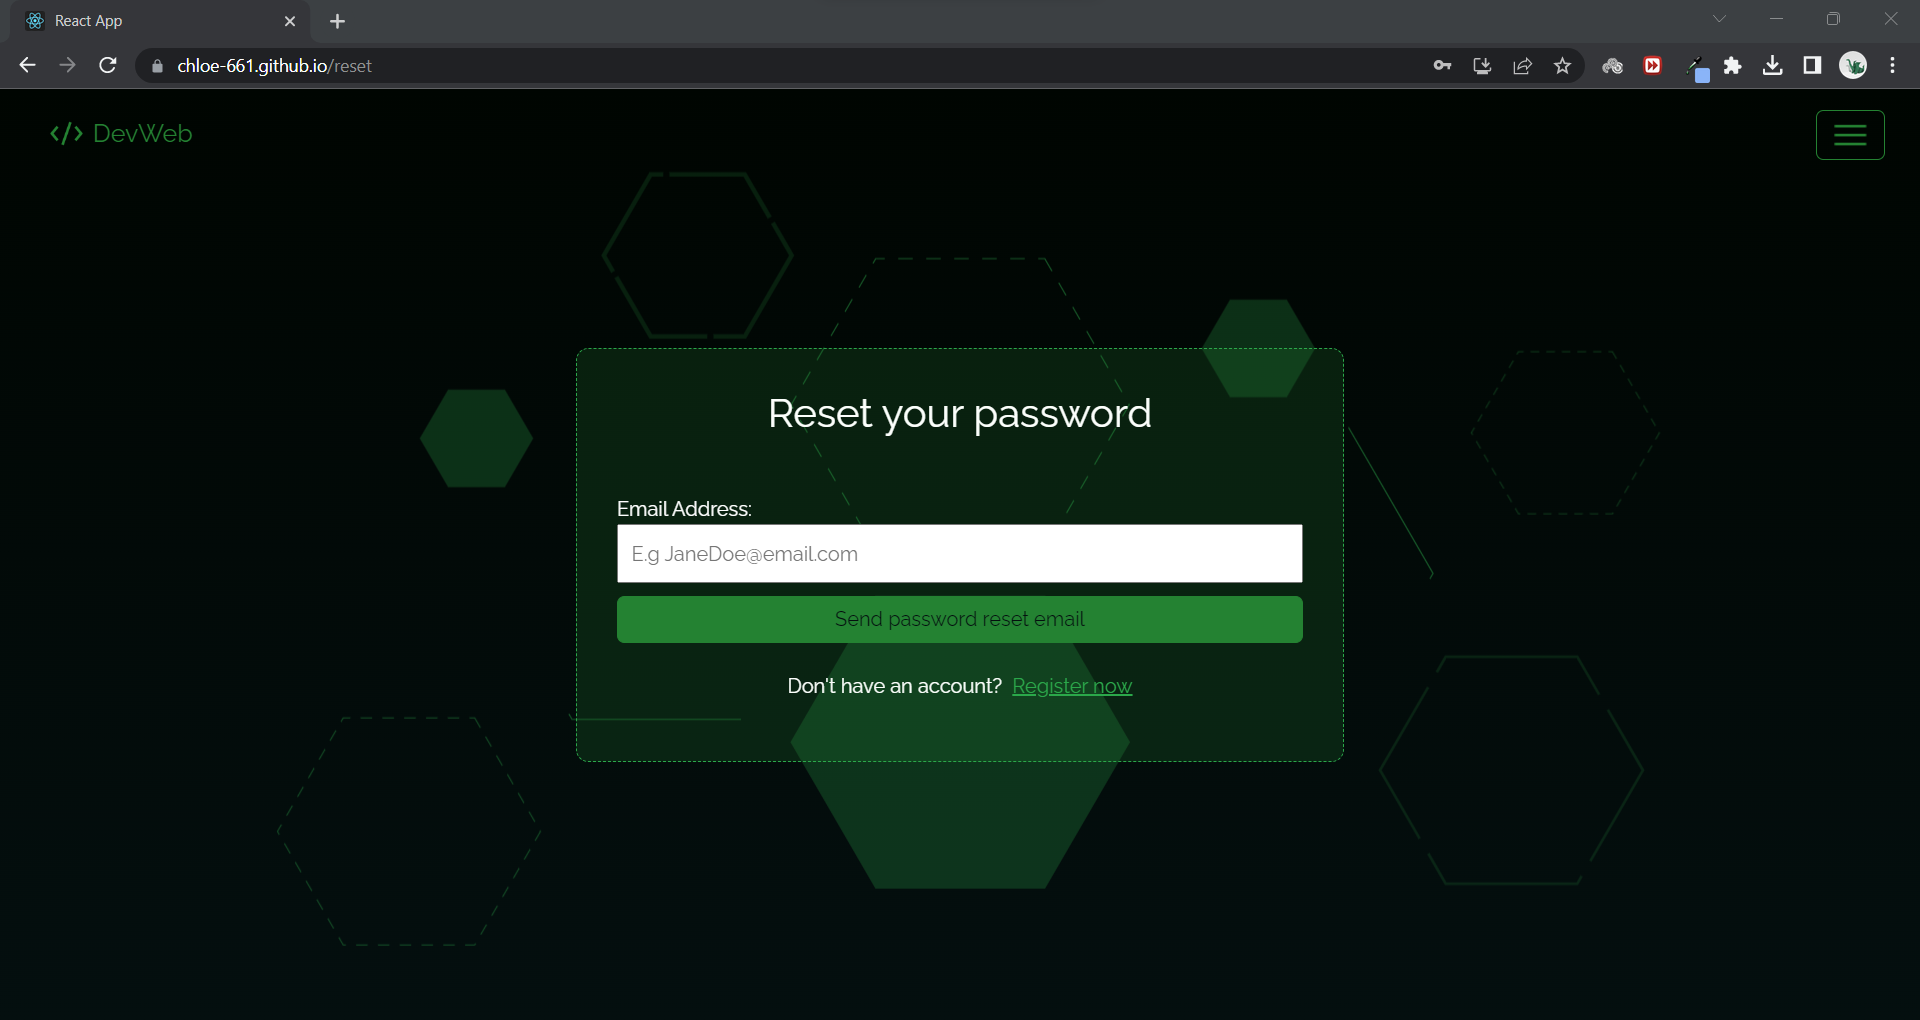 React App
chloe-661.github.io/reset
</> DevWeb
Reset your password
Email Address:
E.g JaneDoe@email.com
Send password reset email
Don't have an account? Register now